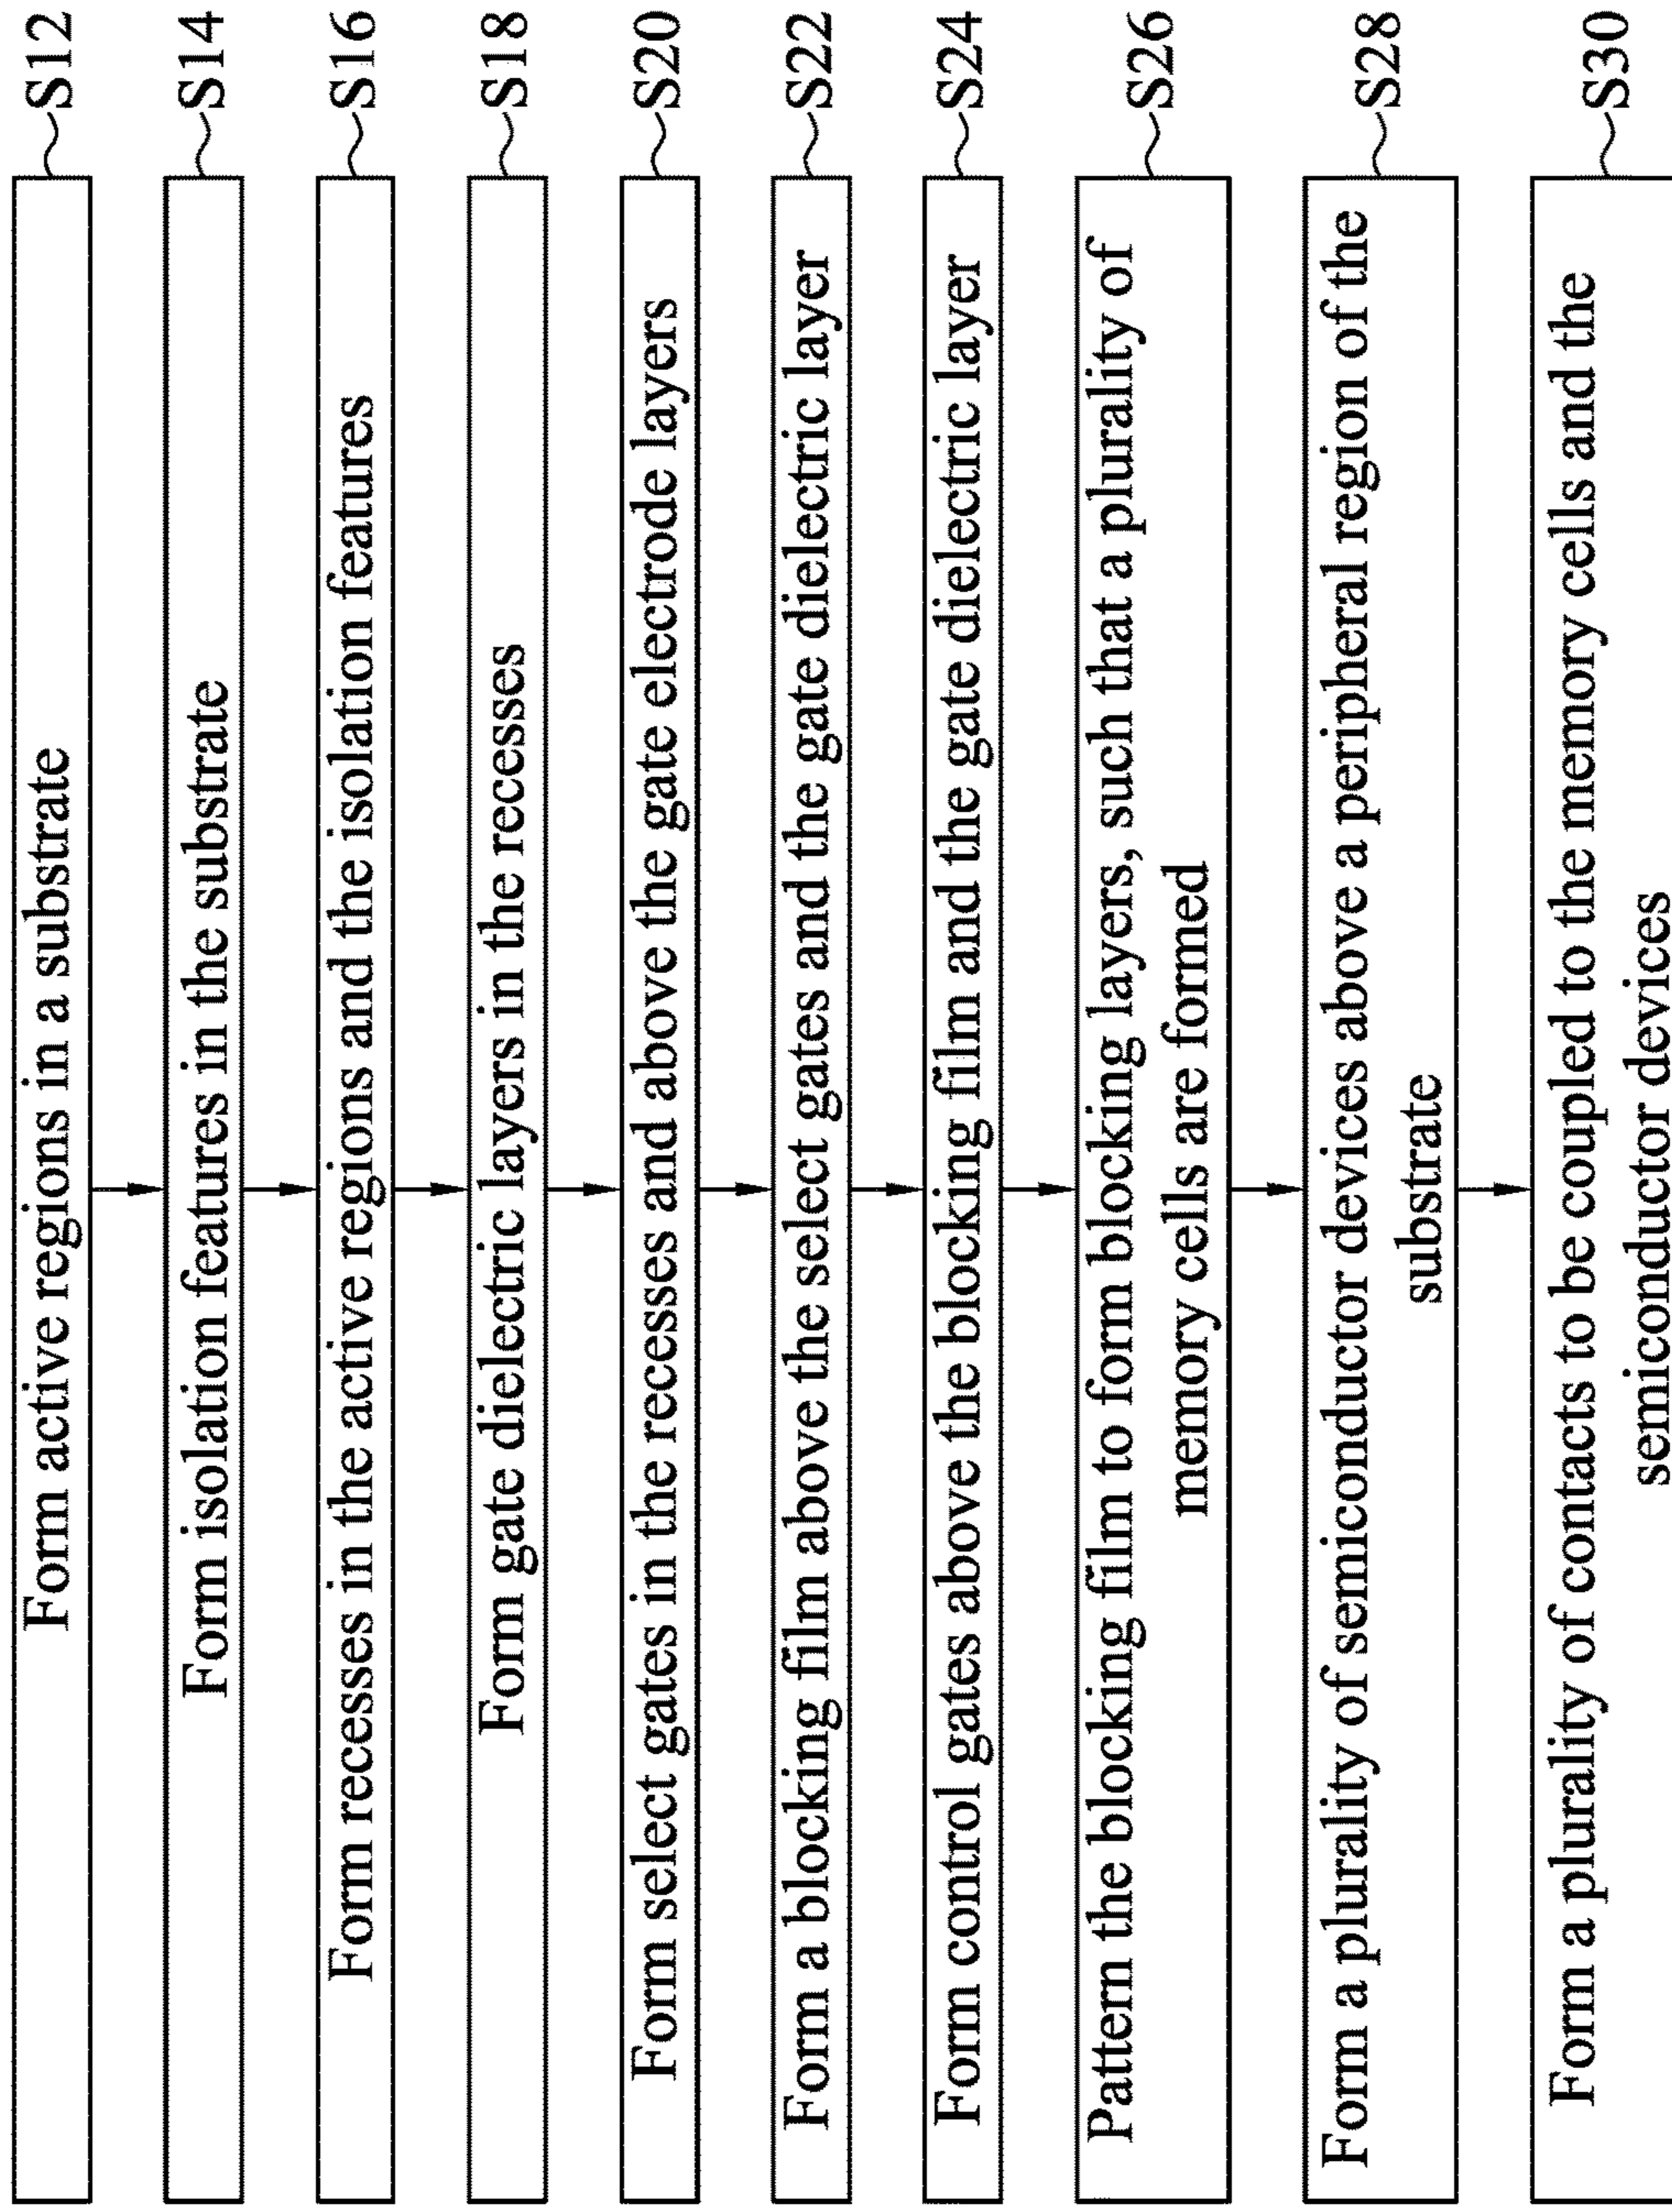 Form active regions in a substrate
S12
Form isolation features in the substrate
S14
Form recesses in the active regions and the isolation features
S16
Form gate dielectric layers in the recesses
S18
Form select gates in the recesses and above the gate electrode layers
S20
Form a blocking film above the select gates and the gate dielectric layer
S22
Form control gates above the blocking film and the gate dielectric layer
S24
Pattern the blocking film to form blocking layers, such that a plurality of
memory cells are formed
S26
Form a plurality of semiconductor devices above a peripheral region of the
substrate
S28
Form a plurality of contacts to be coupled to the memory cells and the
semiconductor devices
S30